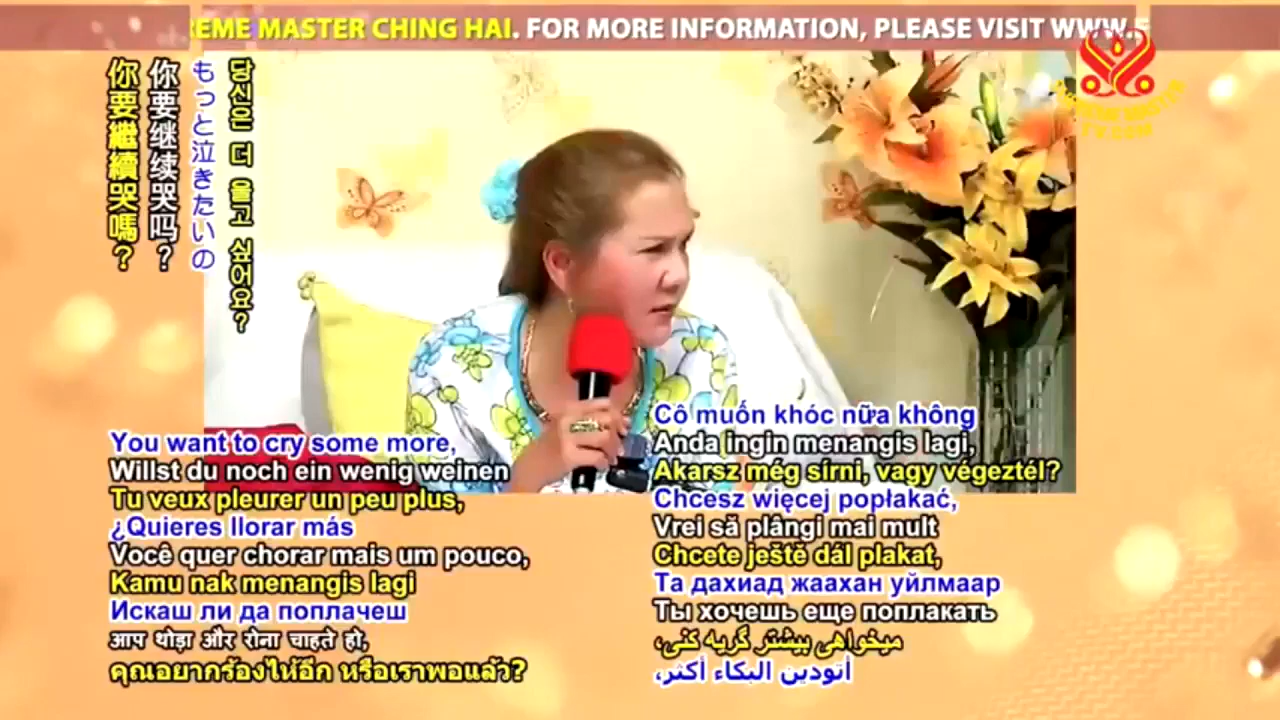 REME MASTER CHING HAI. FOR MORE INFORMATION, PLEASE VISIT WWW.
SUPREME MASTER
TV.COM
你要繼續哭嗎？
你要继续哭吗？
もっと泣きたいの
당신은 더 울고 싶어요?
You want to cry some more,
Willst du noch ein wenig weinen
Tu veux pleurer un peu plus,
¿Quieres llorar más
Você quer chorar mais um pouco,
Kamu nak menangis lagi
Искаш ли да поплачеш
आप थोड़ा और रोना चाहते हो,
คุณอยากร้องไห้อีก หรือเราพอแล้ว?
Cô muốn khóc nữa không
Anda ingin menangis lagi,
Akarsz még sírni, vagy végeztél?
Chcesz więcej popłakać,
Vrei să plângi mai mult
Chcete ještě dál plakat,
Та дахиад жаахан уйлмаар
Ты хочешь еще поплакать
میخواهی بیشتر گریه کنی،
أتودين البكاء أكثر،